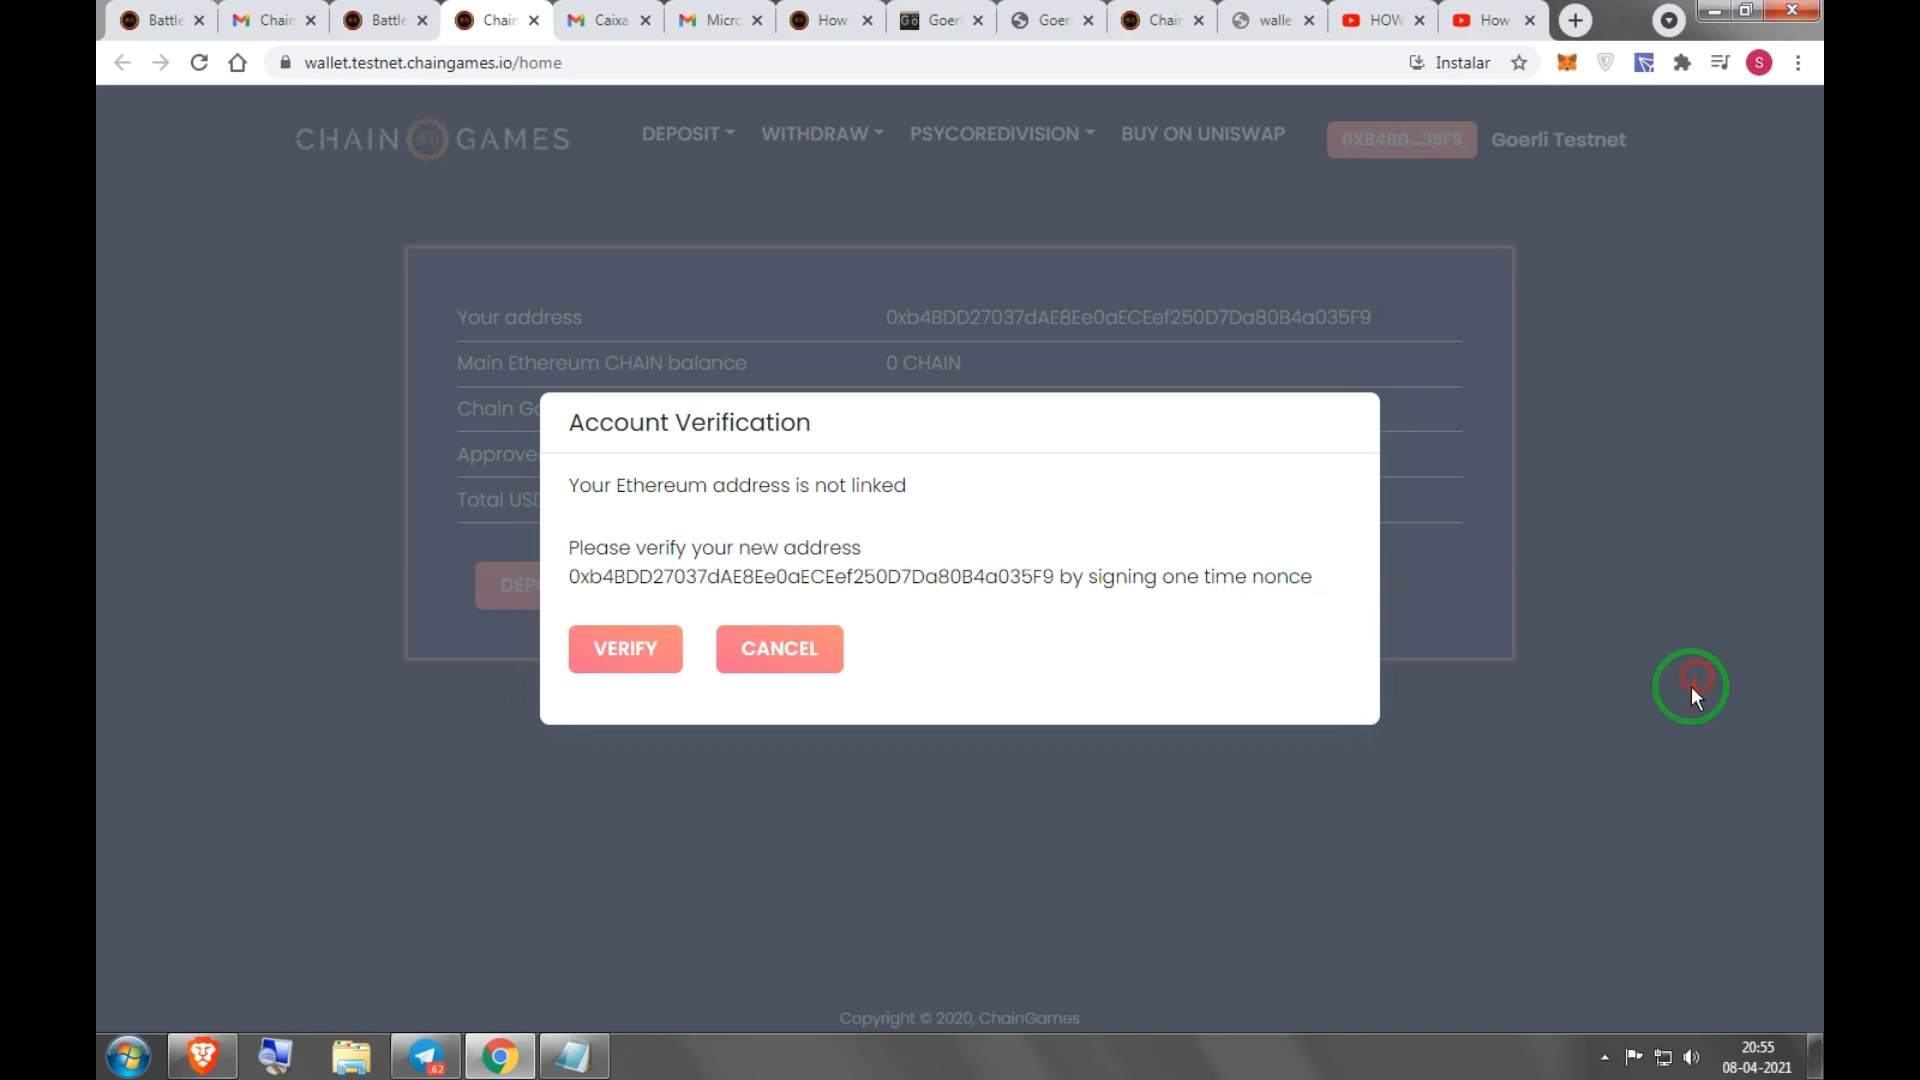 Battle Chain Battle Chain Caixa Micro How Goer Goer Chain walle HOW How
wallet.testnet.chaingames.io/home
Instalar
S
CHAIN GAMES
DEPOSIT
WITHDRAW
PSYCOREDIVISION
BUY ON UNISWAP
0XB4BD...35F9
Goerli Testnet
Your address 0xb4BDD27037dAE8Ee0aECEef250D7Da80B4a035F9
Main Ethereum CHAIN balance 0 CHAIN
Chain Ga
Approve
Total USD
DEPO
Account Verification
Your Ethereum address is not linked
Please verify your new address
0xb4BDD27037dAE8Ee0aECEef250D7Da80B4a035F9 by signing one time nonce
VERIFY
CANCEL
Copyright © 2020, ChainGames
62
20:55
08-04-2021